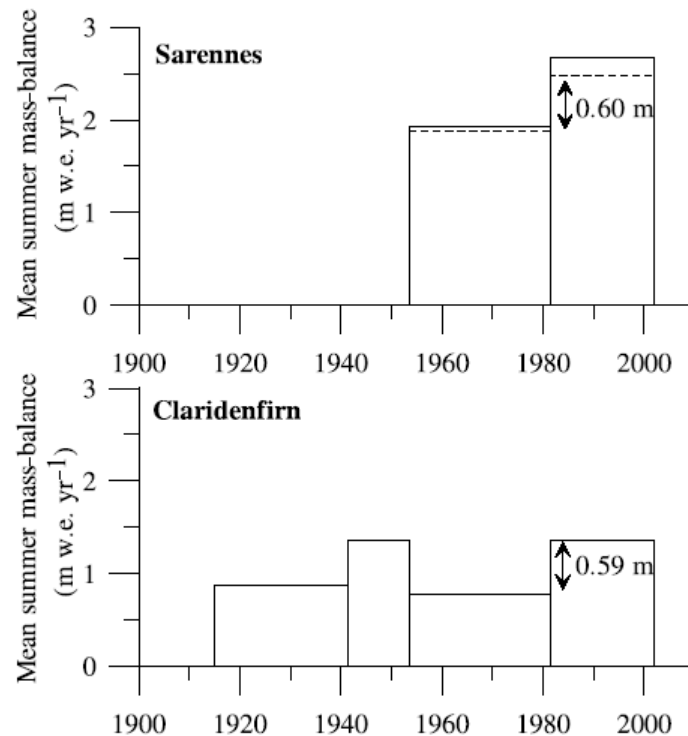 Mean summer mass-balance
(m w.e. yr⁻¹)
3
2
1
0
Sarennes
0.60 m
1900 1920 1940 1960 1980 2000
Mean summer mass-balance
(m w.e. yr⁻¹)
3
2
1
0
Claridenfirn
0.59 m
1900 1920 1940 1960 1980 2000